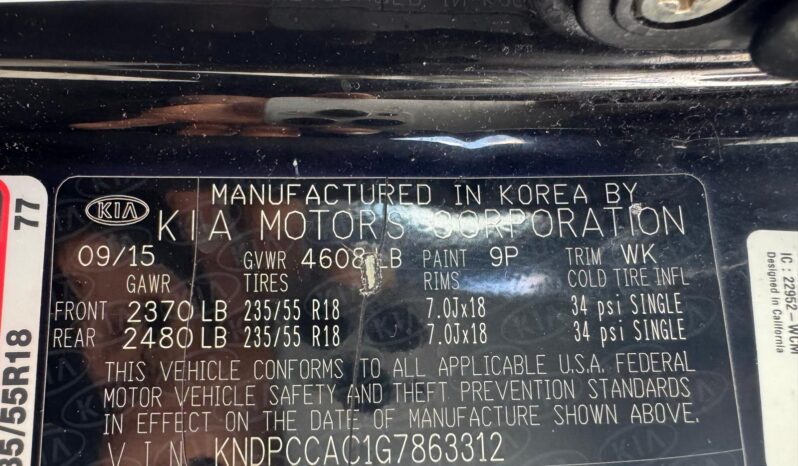 MANUFACTURED IN KOREA BY
KIA
KIA MOTORS CORPORATION
09/15 GVWR 4608 LB PAINT 9P TRIM WK
GAWR TIRES RIMS COLD TIRE INFL
FRONT 2370 LB 235/55 R18 7.0Jx18 34 psi SINGLE
REAR 2480 LB 235/55 R18 7.0Jx18 34 psi SINGLE
THIS VEHICLE CONFORMS TO ALL APPLICABLE U.S.A. FEDERAL
MOTOR VEHICLE SAFETY AND THEFT PREVENTION STANDARDS
IN EFFECT ON THE DATE OF MANUFACTURE SHOWN ABOVE.
V I N KNDPCCAC1G7863312
77
35/55R18
IC : 22952-WCM
Designed in California